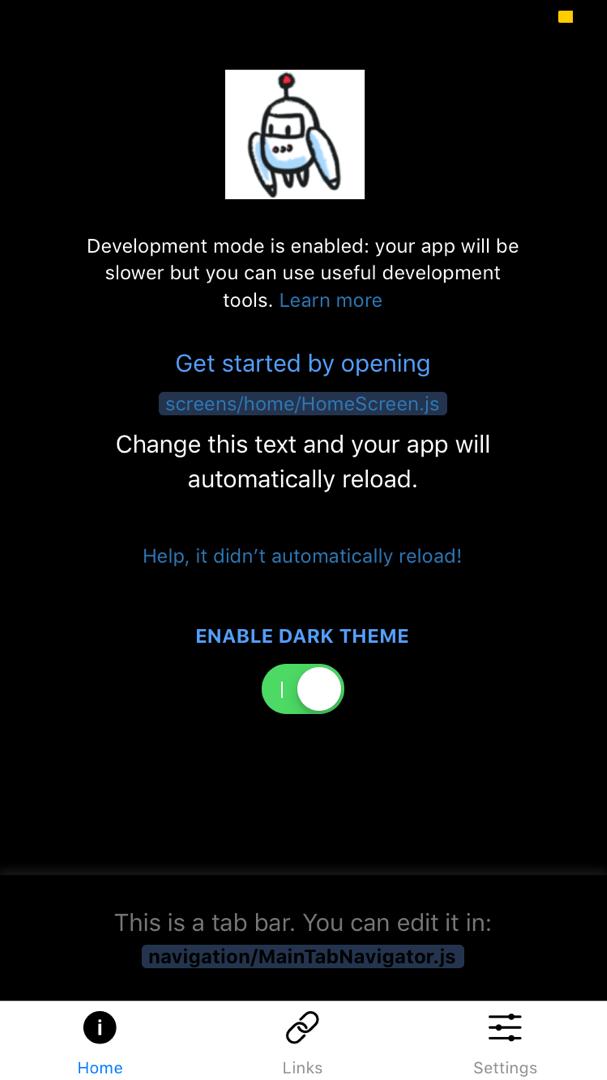 Development mode is enabled: your app will be
slower but you can use useful development
tools. Learn more
Get started by opening
screens/home/HomeScreen.js
Change this text and your app will
automatically reload.
Help, it didn’t automatically reload!
ENABLE DARK THEME
This is a tab bar. You can edit it in:
navigation/MainTabNavigator.js
Home
Links
Settings